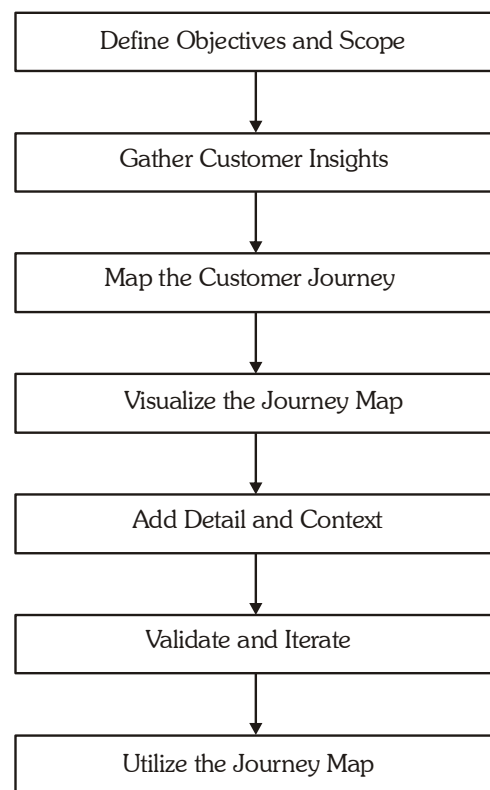 Define Objectives and Scope
Gather Customer Insights
Map the Customer Journey
Visualize the Journey Map
Add Detail and Context
Validate and Iterate
Utilize the Journey Map